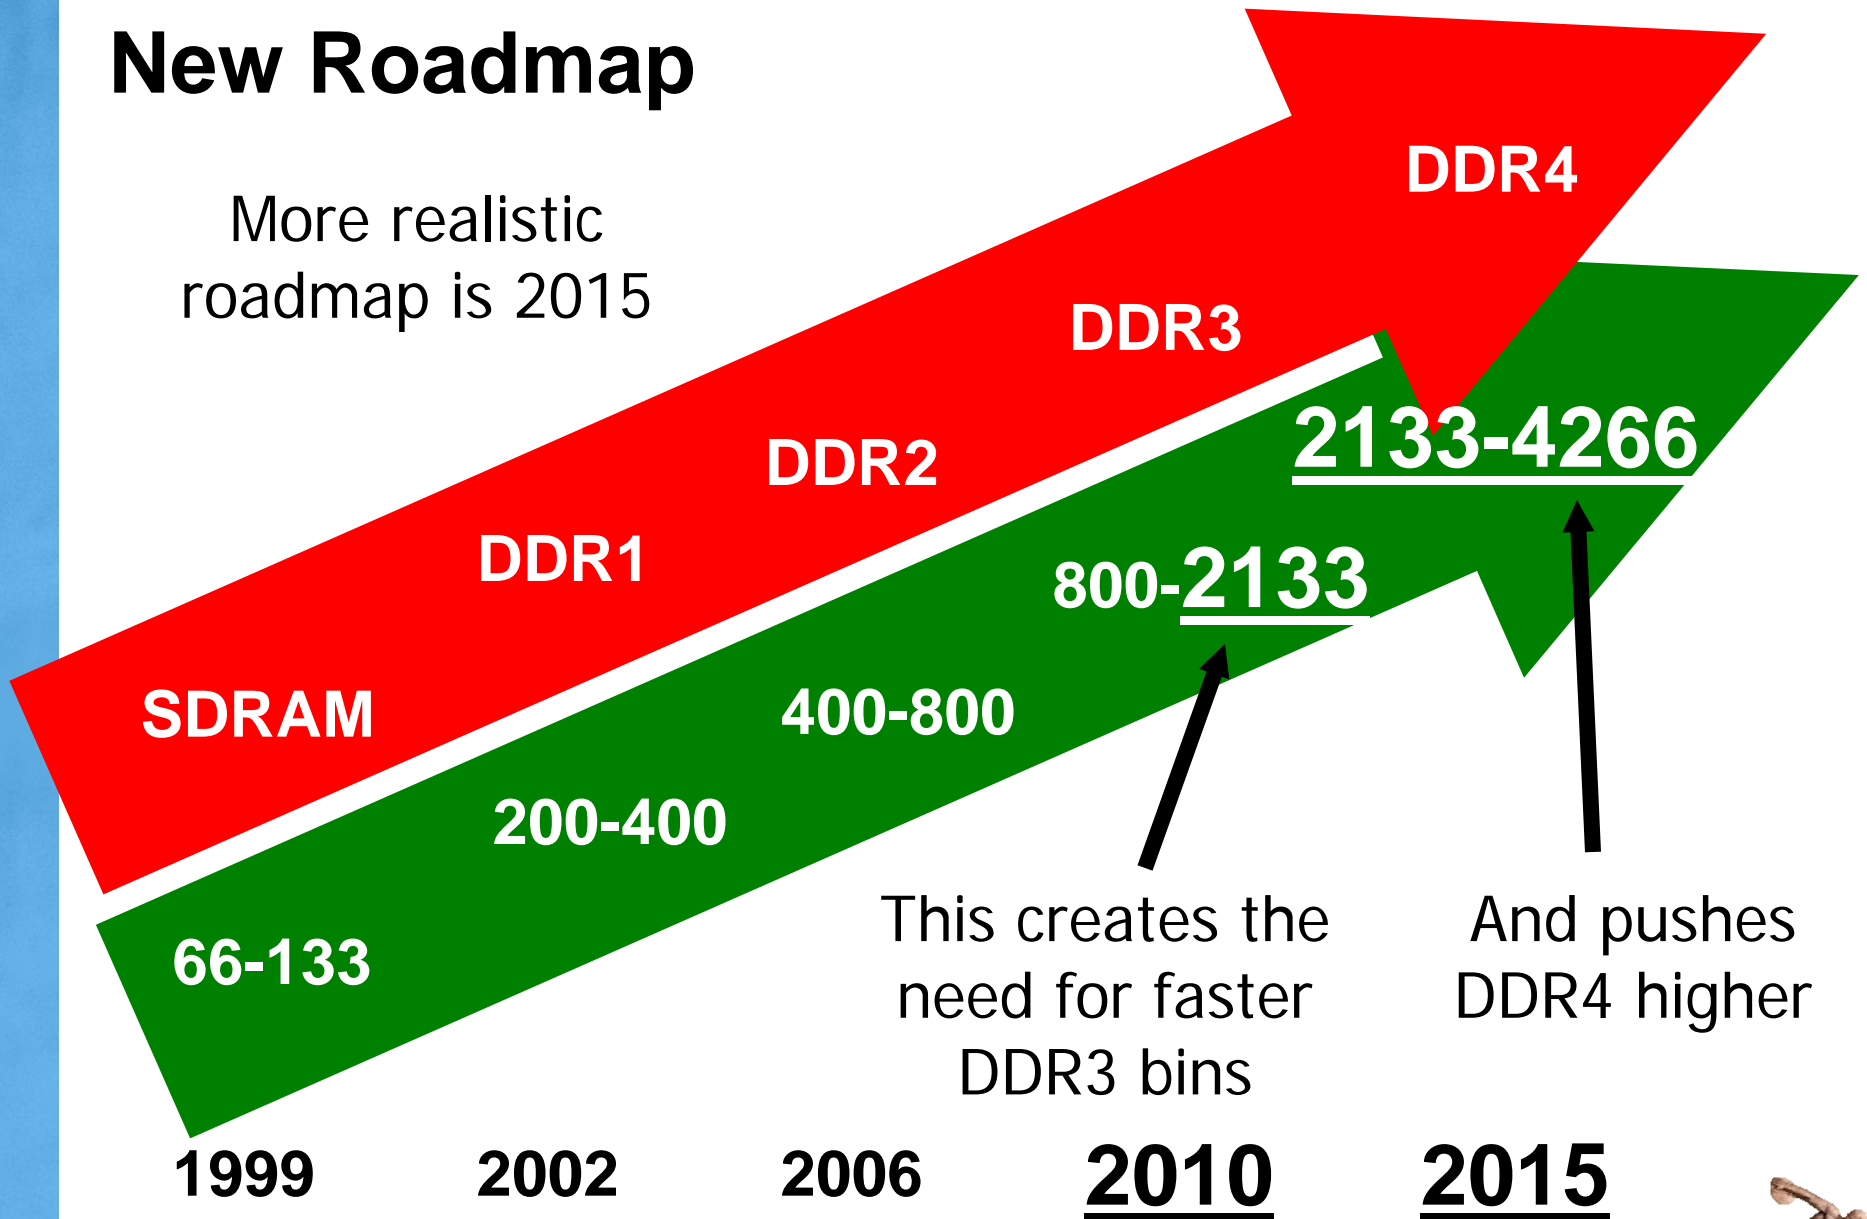 New Roadmap
More realistic
roadmap is 2015
DDR4
DDR3
DDR2
DDR1
SDRAM
2133-4266
800-2133
400-800
200-400
66-133
This creates the
need for faster
DDR3 bins
And pushes
DDR4 higher
1999 2002 2006 2010 2015